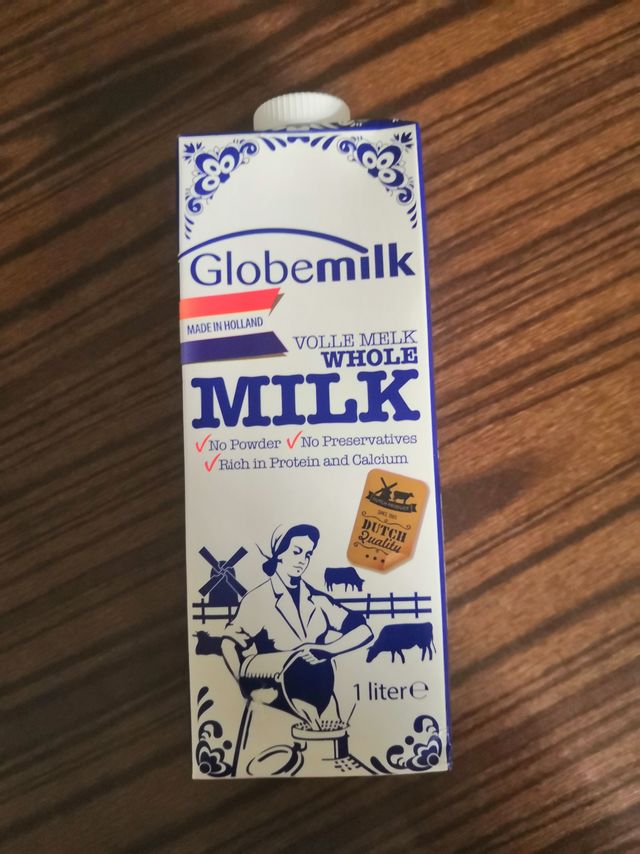 Globemilk
MADE IN HOLLAND
VOLLE MELK
WHOLE
MILK
✓No Powder ✓No Preservatives
✓Rich in Protein and Calcium
DUTCH
Quality
1 liter℮